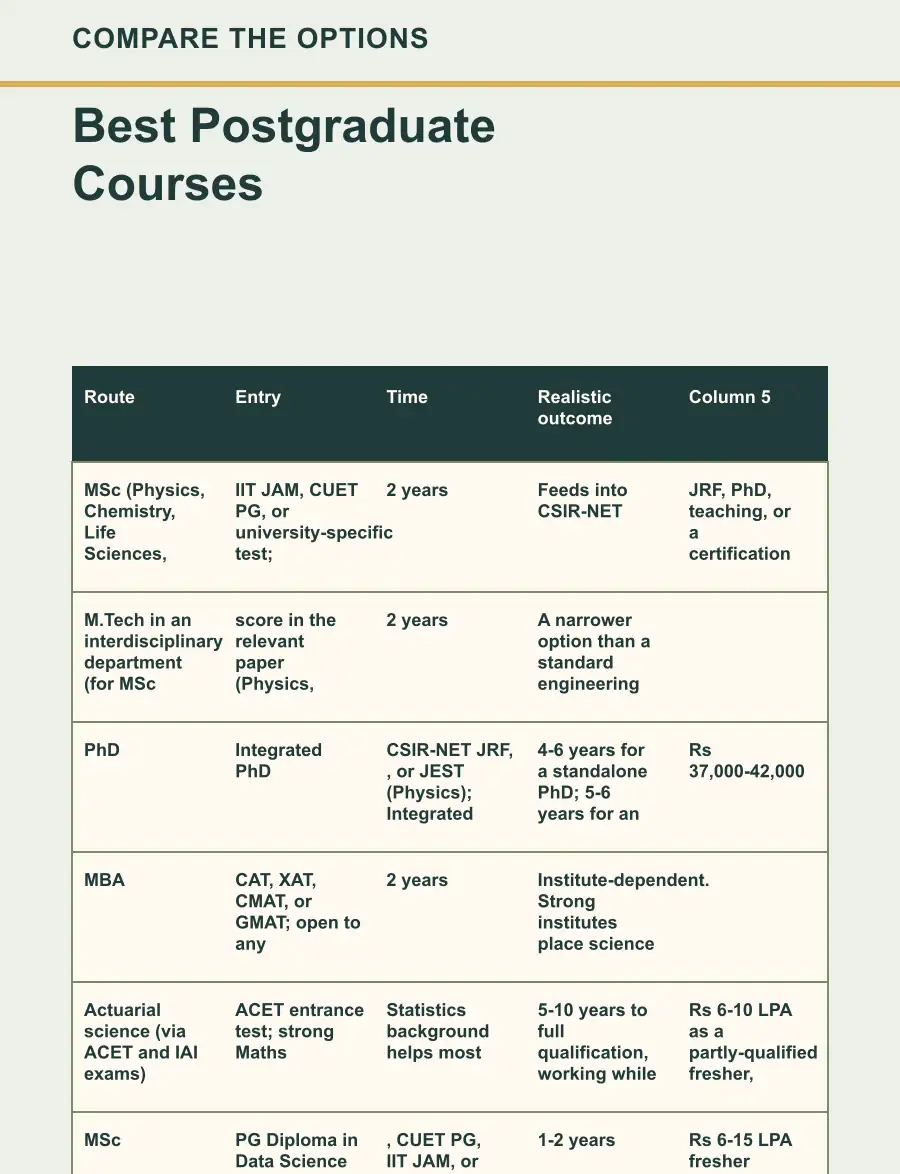 COMPARE THE OPTIONS
Best Postgraduate
Courses
Route
Entry
Time
Realistic
outcome
Column 5
MSc (Physics,
Chemistry,
Life
Sciences,
IIT JAM, CUET
PG, or
university-specific
test;
2 years
Feeds into
CSIR-NET
JRF, PhD,
teaching, or
a
certification
M.Tech in an
interdisciplinary
department
(for MSc
score in the
relevant
paper
(Physics,
2 years
A narrower
option than a
standard
engineering
PhD
Integrated
PhD
CSIR-NET JRF,
, or JEST
(Physics);
Integrated
4-6 years for
a standalone
PhD; 5-6
years for an
Rs
37,000-42,000
MBA
CAT, XAT,
CMAT, or
GMAT; open to
any
2 years
Institute-dependent.
Strong
institutes
place science
Actuarial
science (via
ACET and IAI
exams)
ACET entrance
test; strong
Maths
Statistics
background
helps most
5-10 years to
full
qualification,
working while
Rs 6-10 LPA
as a
partly-qualified
fresher,
MSc
PG Diploma in
Data Science
, CUET PG,
IIT JAM, or
1-2 years
Rs 6-15 LPA
fresher